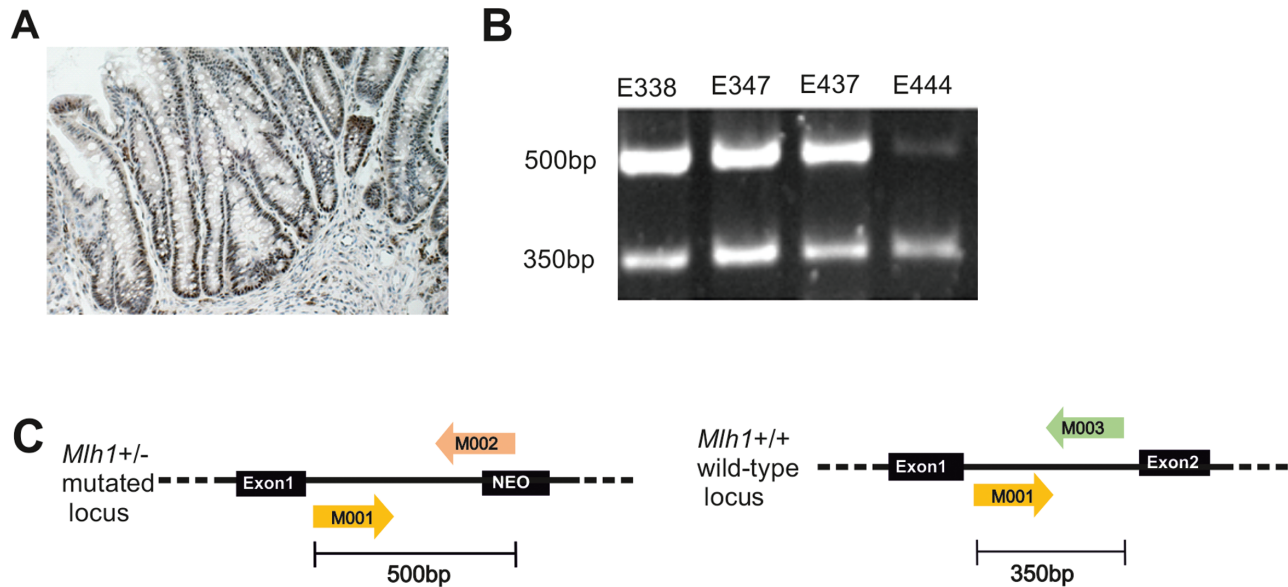 A
B
E338 E347 E437 E444
500bp
350bp
C
Mlh1+/-
mutated
locus
M002
Exon1
NEO
M001
500bp
Mlh1+/+
wild-type
locus
M003
Exon1
Exon2
M001
350bp